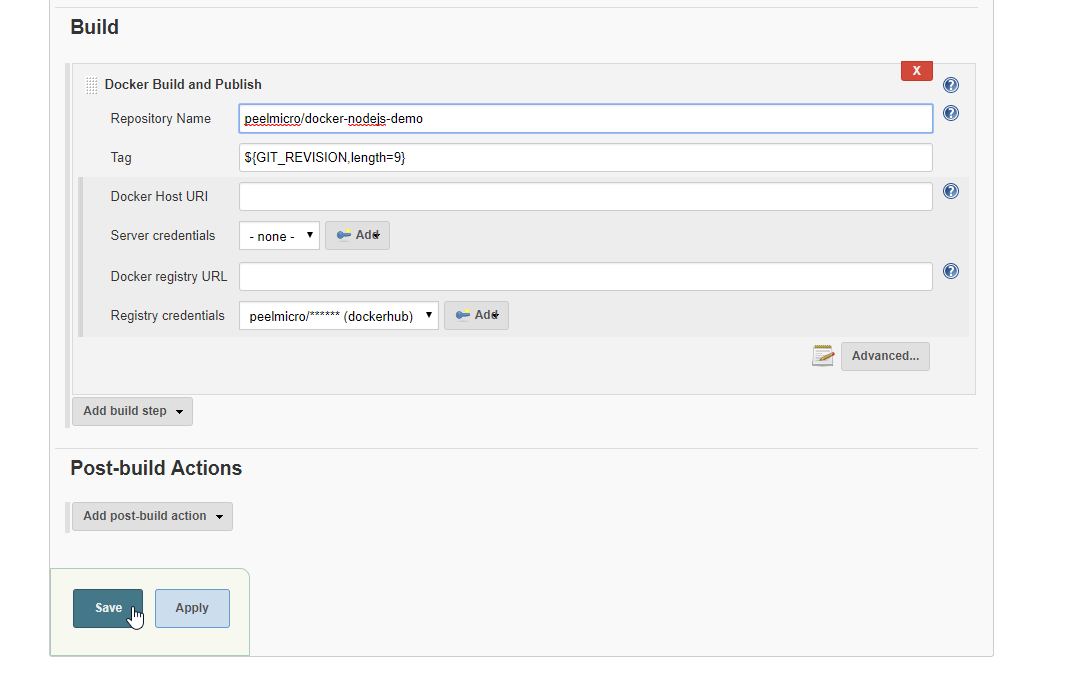 Build
X
Docker Build and Publish
Repository Name peelmicro/docker-nodejs-demo
Tag ${GIT_REVISION,length=9}
Docker Host URI
Server credentials - none - Add
Docker registry URL
Registry credentials peelmicro/****** (dockerhub) Add
Advanced...
Add build step
Post-build Actions
Add post-build action
Save Apply